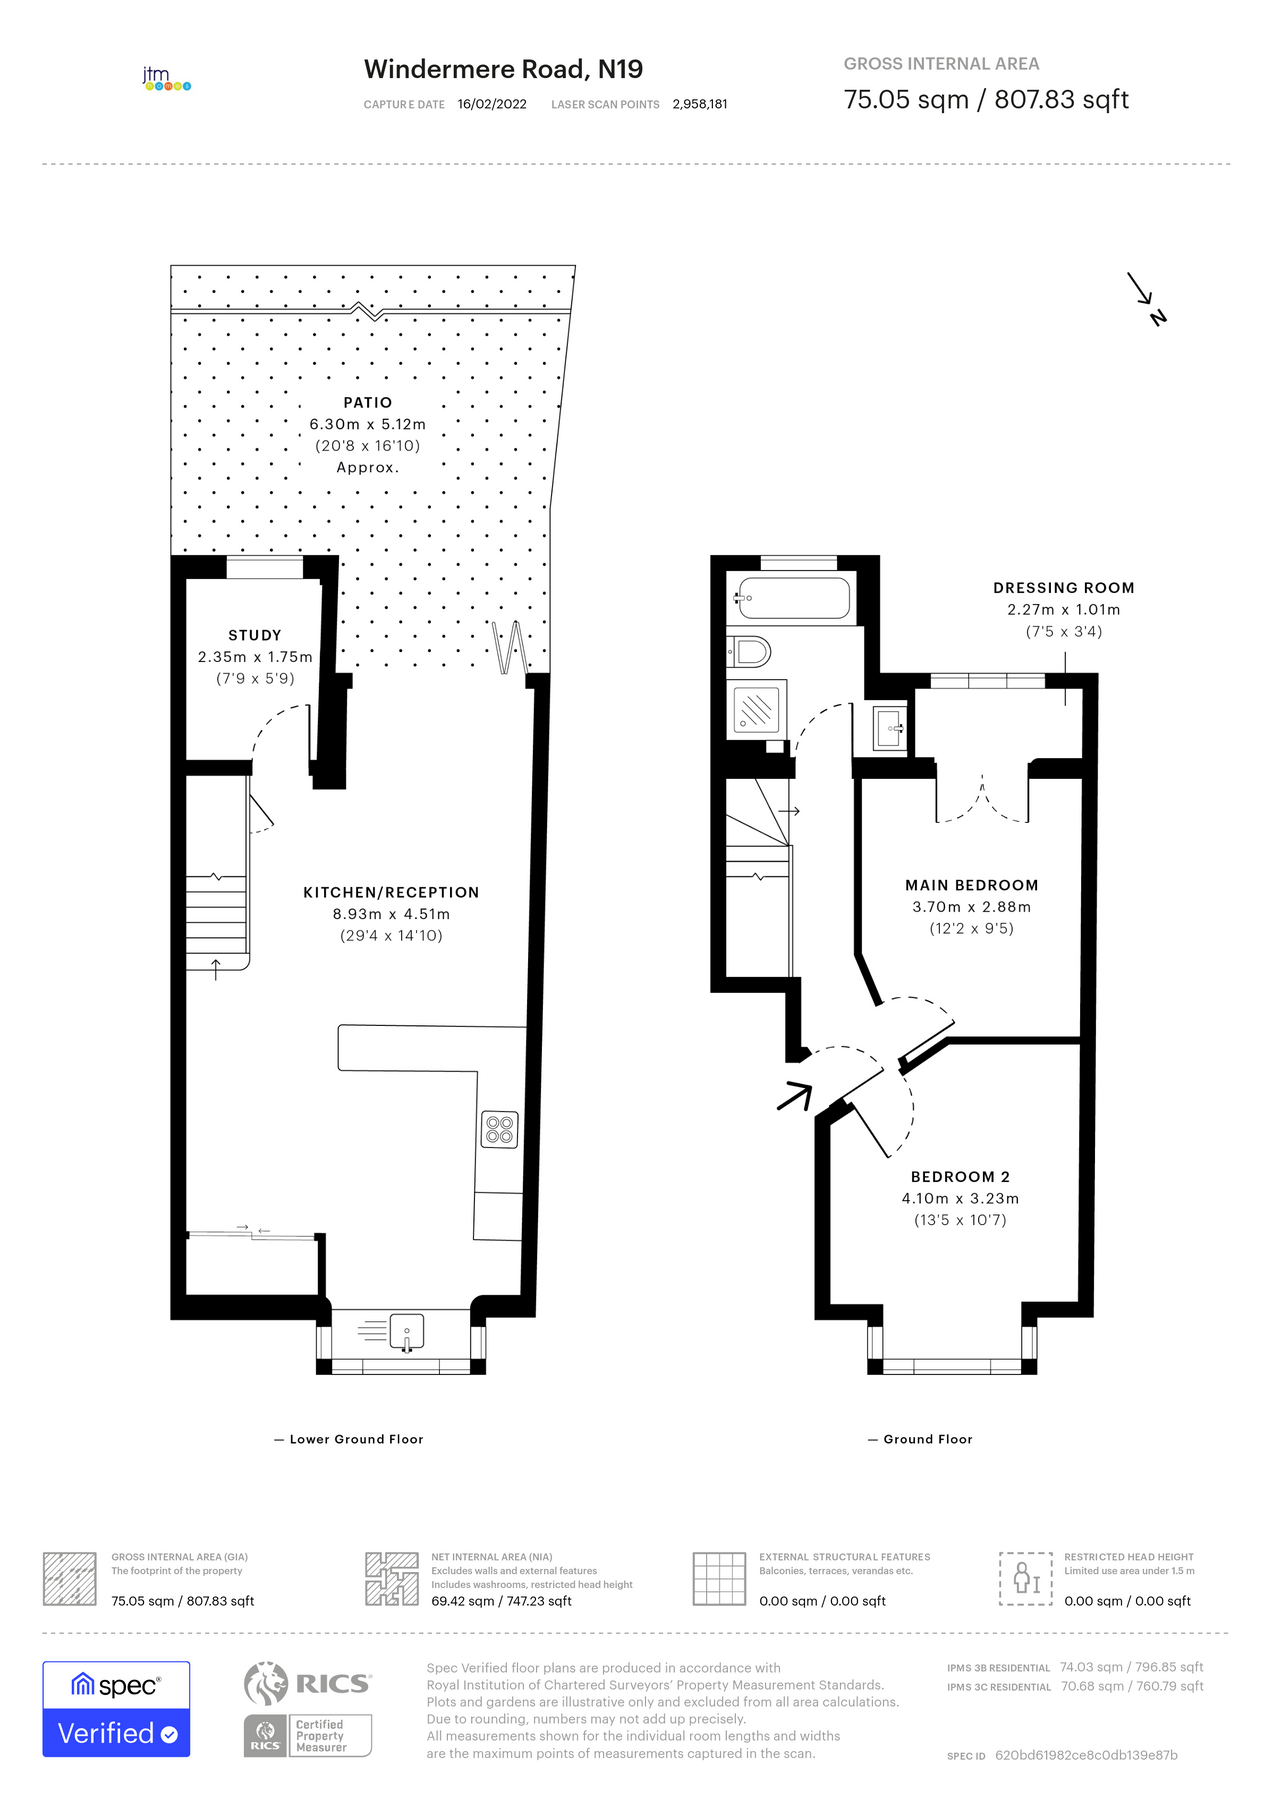 jtm
homes
Windermere Road, N19
CAPTURE DATE 16/02/2022 LASER SCAN POINTS 2,958,181
GROSS INTERNAL AREA
75.05 sqm / 807.83 sqft
N
PATIO
6.30m x 5.12m
(20'8 x 16'10)
Approx.
STUDY
2.35m x 1.75m
(7'9 x 5'9)
KITCHEN/RECEPTION
8.93m x 4.51m
(29'4 x 14'10)
DRESSING ROOM
2.27m x 1.01m
(7'5 x 3'4)
MAIN BEDROOM
3.70m x 2.88m
(12'2 x 9'5)
BEDROOM 2
4.10m x 3.23m
(13'5 x 10'7)
— Lower Ground Floor
— Ground Floor
GROSS INTERNAL AREA (GIA)
The footprint of the property
75.05 sqm / 807.83 sqft
NET INTERNAL AREA (NIA)
Excludes walls and external features
Includes washrooms, restricted head height
69.42 sqm / 747.23 sqft
EXTERNAL STRUCTURAL FEATURES
Balconies, terraces, verandas etc.
0.00 sqm / 0.00 sqft
RESTRICTED HEAD HEIGHT
Limited use area under 1.5 m
0.00 sqm / 0.00 sqft
spec®
Verified
RICS®
RICS
Certified
Property
Measurer
Spec Verified floor plans are produced in accordance with
Royal Institution of Chartered Surveyors' Property Measurement Standards.
Plots and gardens are illustrative only and excluded from all area calculations.
Due to rounding, numbers may not add up precisely.
All measurements shown for the individual room lengths and widths
are the maximum points of measurements captured in the scan.
IPMS 3B RESIDENTIAL 74.03 sqm / 796.85 sqft
IPMS 3C RESIDENTIAL 70.68 sqm / 760.79 sqft
SPEC ID 620bd61982ce8c0db139e87b